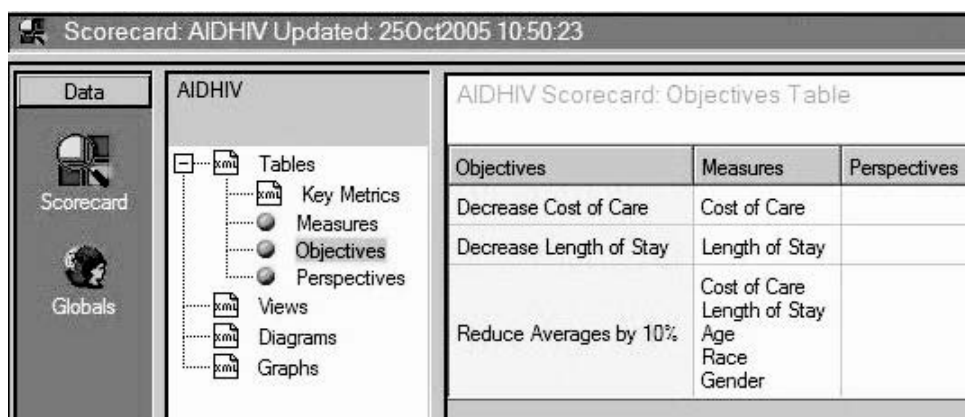 Scorecard: AIDHIV Updated: 25Oct2005 10:50:23
Data
Scorecard
Globals
AIDHIV
Tables
Key Metrics
Measures
Objectives
Perspectives
Views
Diagrams
Graphs
AIDHIV Scorecard: Objectives Table
Objectives Measures Perspectives
Decrease Cost of Care Cost of Care
Decrease Length of Stay Length of Stay
Reduce Averages by 10%
Cost of Care
Length of Stay
Age
Race
Gender